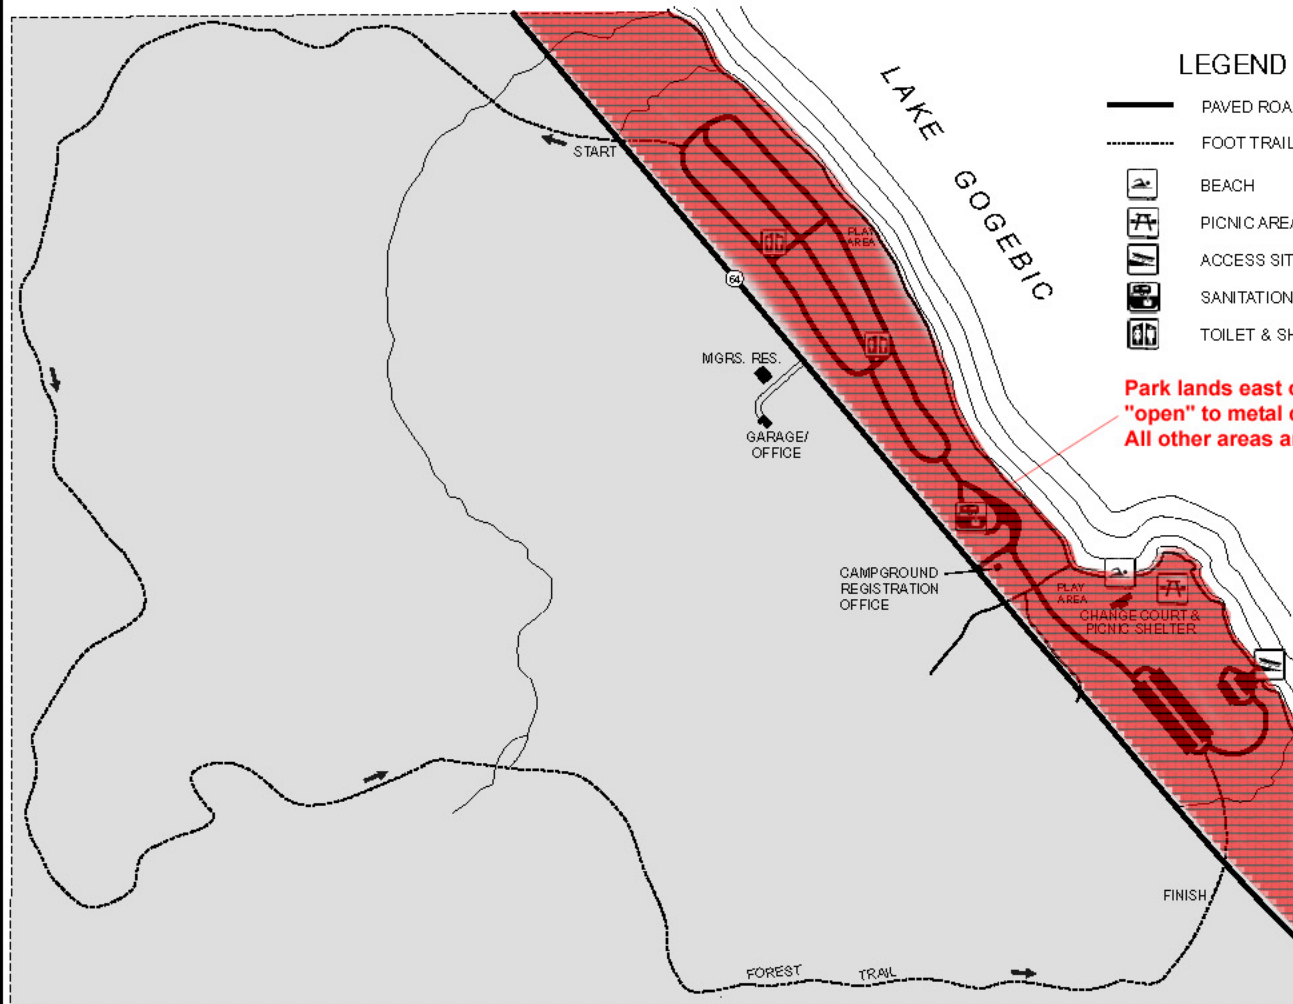 LEGEND
PAVED ROA
FOOT TRAIL
BEACH
PICNIC AREA
ACCESS SIT
SANITATION
TOILET & SH
LAKE GOGEBIC
START
PLAY
AREA
64
MGRS. RES.
GARAGE/
OFFICE
Park lands east o
"open" to metal d
All other areas ar
CAMPGROUND
REGISTRATION
OFFICE
PLAY
AREA
CHANGE COURT &
PICNIC SHELTER
FINISH
FOREST TRAIL